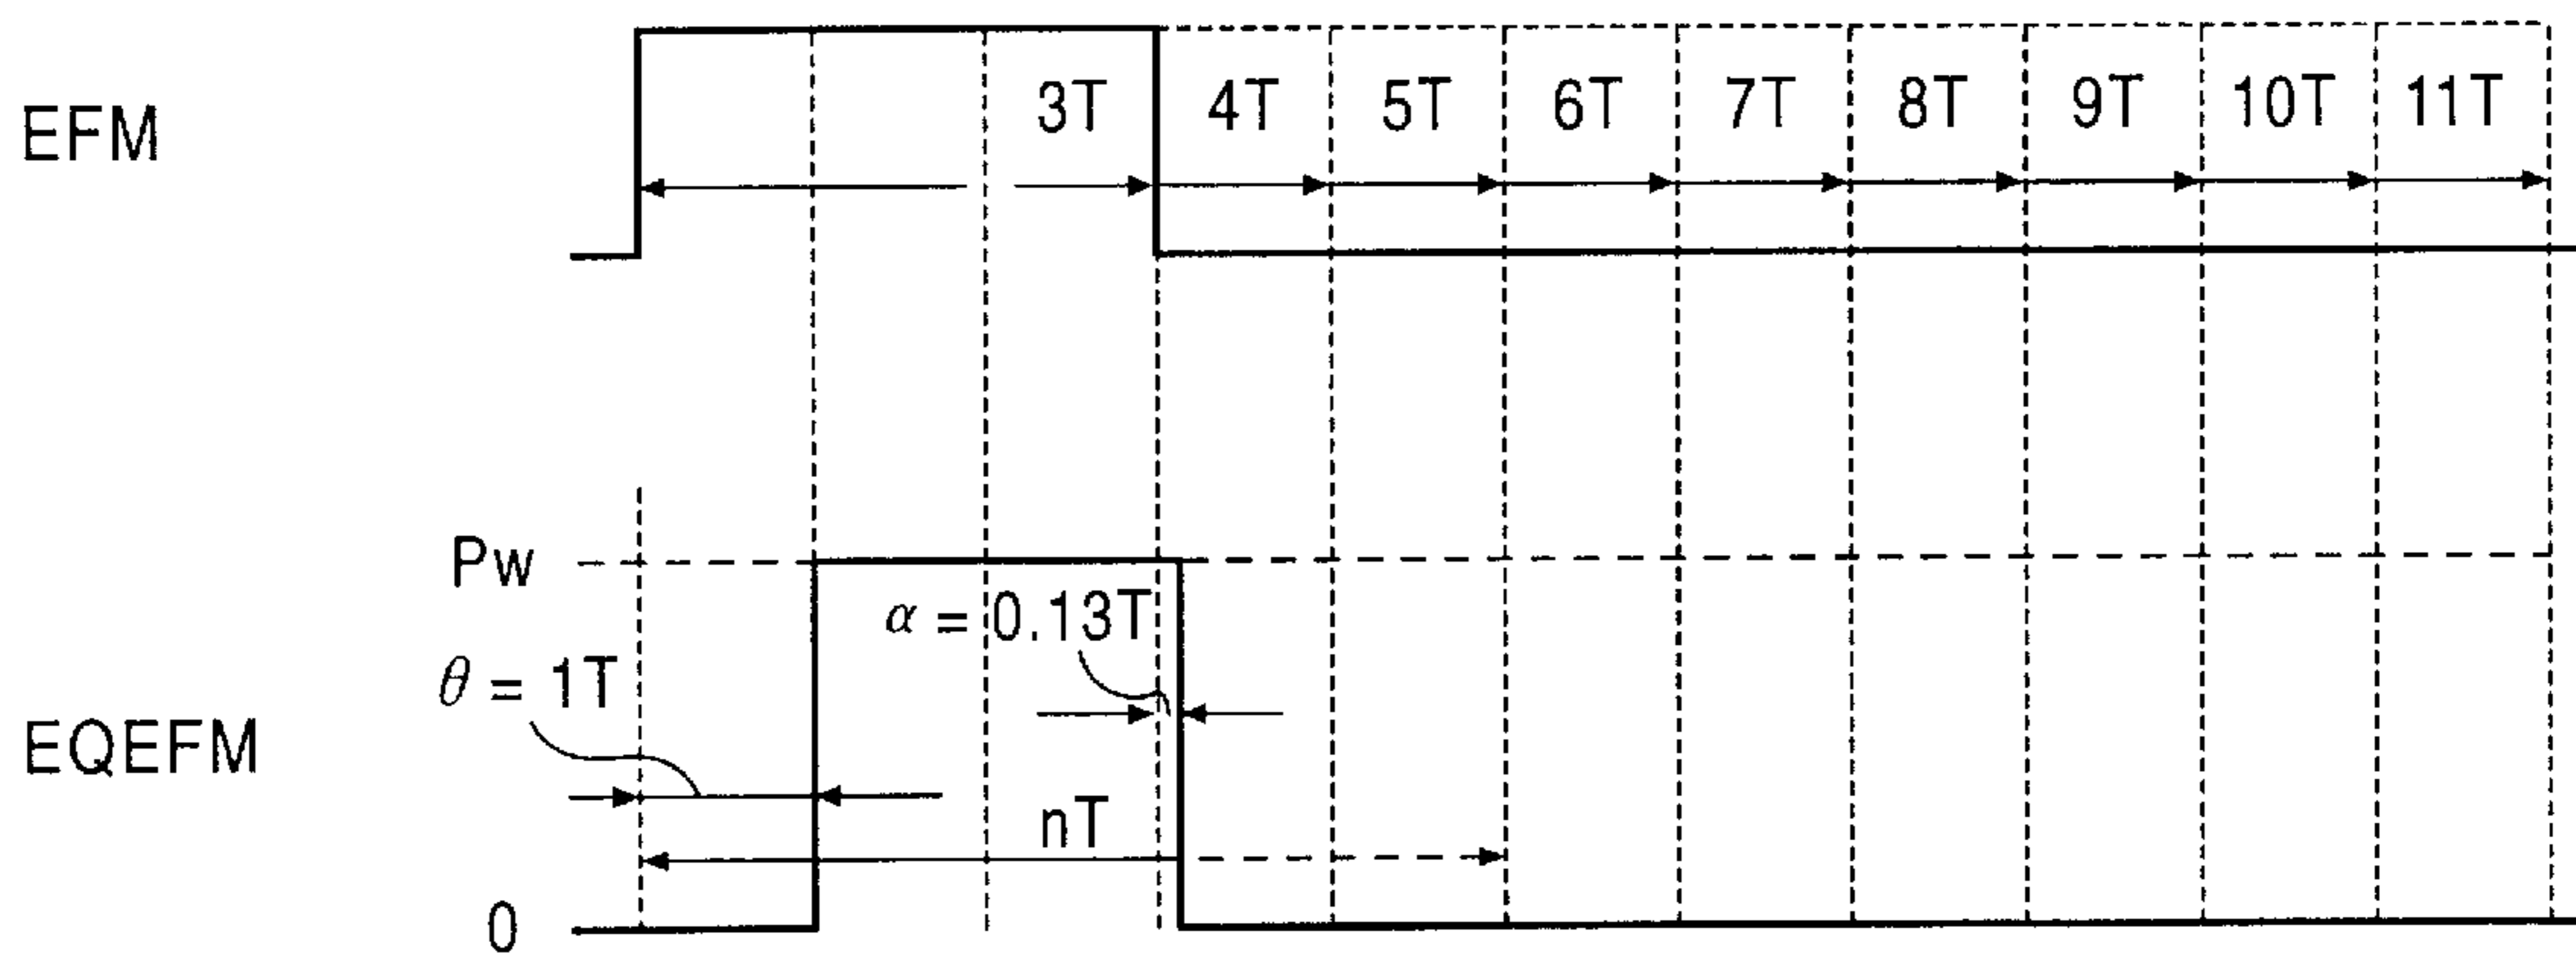 EFM
3T 4T 5T 6T 7T 8T 9T 10T 11T
Pw
α = 0.13T
θ = 1T
EQEFM
nT
0